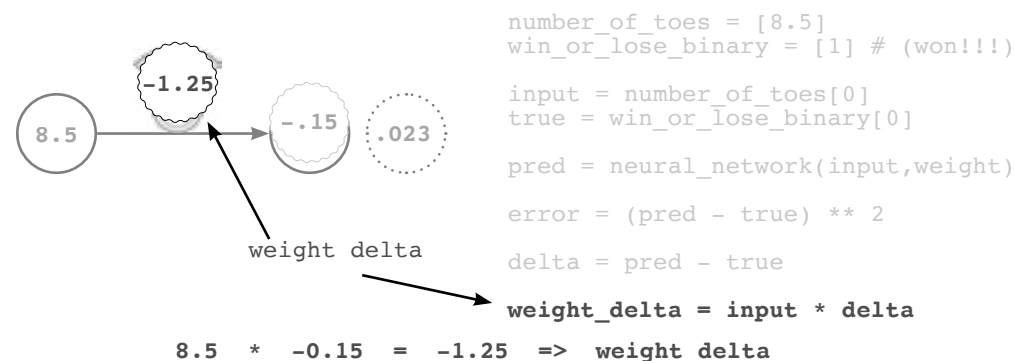 number_of_toes = [8.5]
win_or_lose_binary = [1] # (won!!!)
-1.25
input = number_of_toes[0]
true = win_or_lose_binary[0]
8.5
-.15
.023
pred = neural_network(input,weight)
error = (pred - true) ** 2
weight delta
delta = pred - true
weight_delta = input * delta
8.5 * -0.15 = -1.25 => weight delta